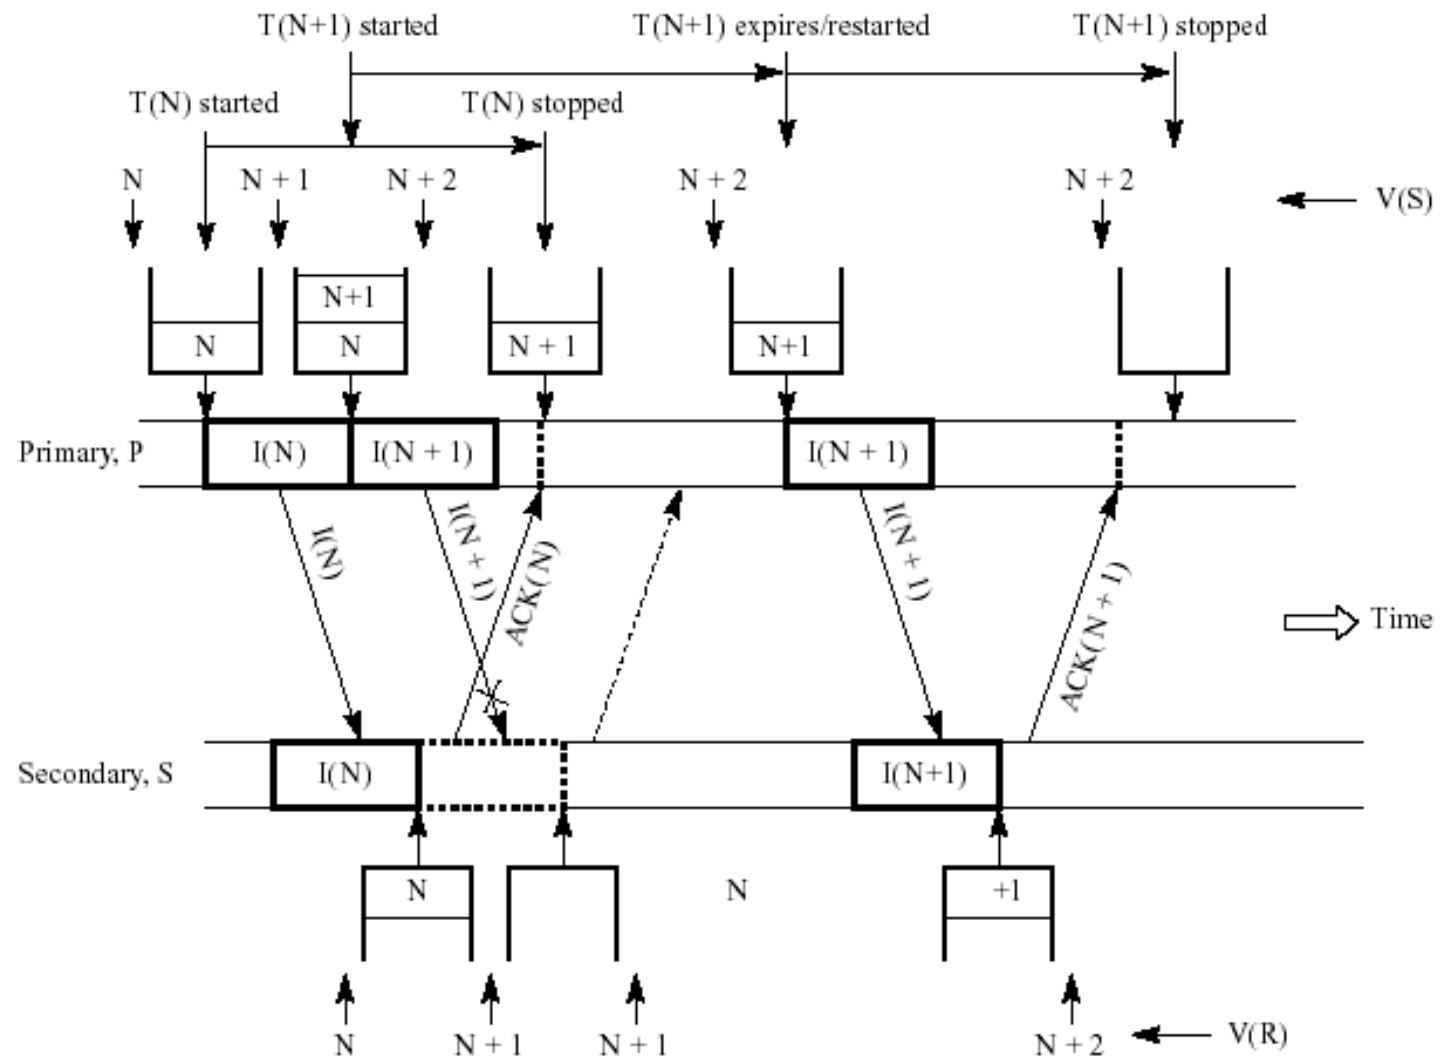 T(N+1) started
T(N+1) expires/restarted
T(N+1) stopped
T(N) started
T(N) stopped
N
N + 1
N + 2
N + 2
N + 2
V(S)
N+1
N
N
N + 1
N+1
Primary, P
I(N)
I(N + 1)
I(N + 1)
I(N)
I(N + 1)
ACK(N)
I(N + 1)
ACK(N + 1)
Time
Secondary, S
I(N)
I(N+1)
N
N
+1
N
N + 1
N + 1
N + 2
V(R)